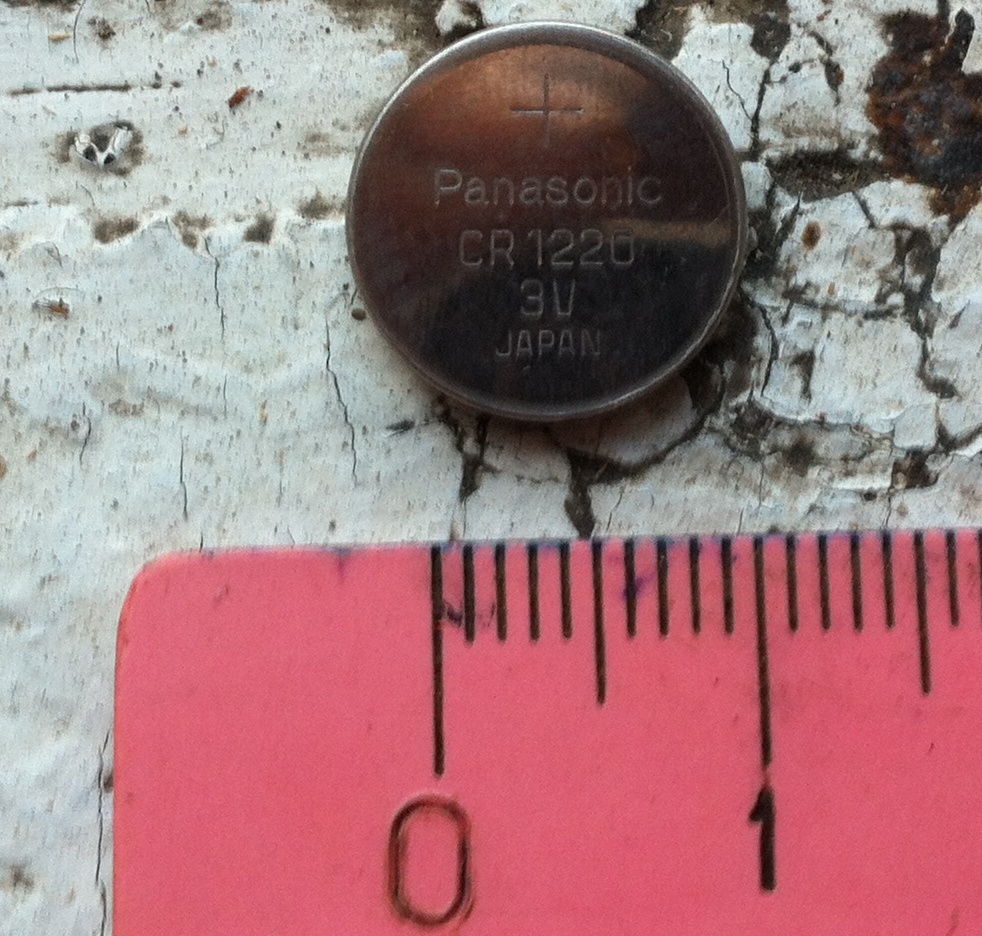 +
Panasonic
CR 1220
3V
JAPAN
0 1